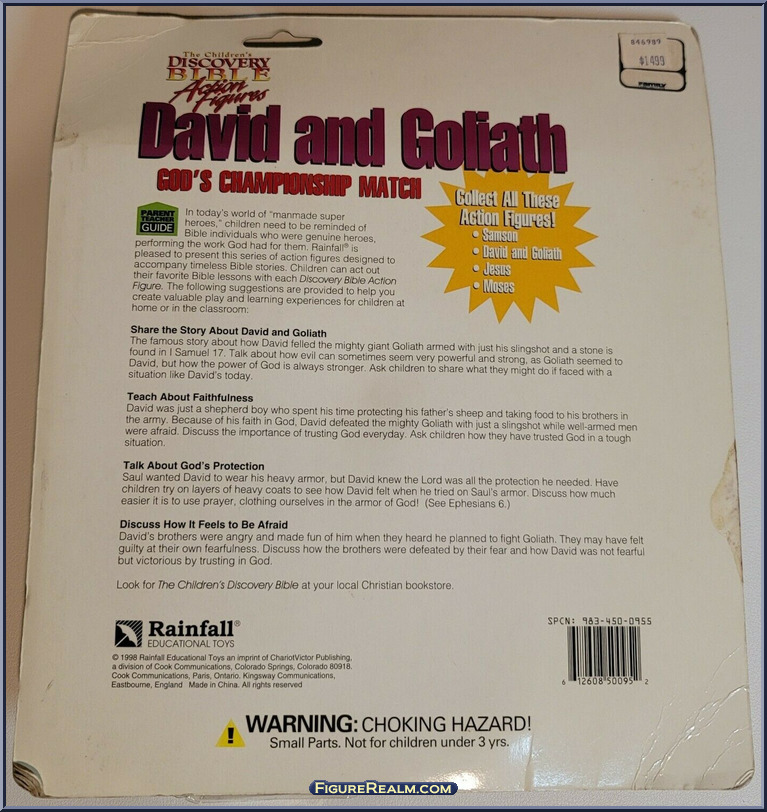 The Children's
DISCOVERY
BIBLE
Action
Figures
846989
$1499
FAMILY
David and Goliath
GOD'S CHAMPIONSHIP MATCH
Collect All These
Action Figures!
• Samson
• David and Goliath
• Jesus
• Moses
PARENT
TEACHER
GUIDE
In today's world of "manmade super
heroes," children need to be reminded of
Bible individuals who were genuine heroes,
performing the work God had for them. Rainfall® is
pleased to present this series of action figures designed to
accompany timeless Bible stories. Children can act out
their favorite Bible lessons with each Discovery Bible Action
Figure. The following suggestions are provided to help you
create valuable play and learning experiences for children at
home or in the classroom:
Share the Story About David and Goliath
The famous story about how David felled the mighty giant Goliath armed with just his slingshot and a stone is
found in I Samuel 17. Talk about how evil can sometimes seem very powerful and strong, as Goliath seemed to
David, but how the power of God is always stronger. Ask children to share what they might do if faced with a
situation like David's today.
Teach About Faithfulness
David was just a shepherd boy who spent his time protecting his father's sheep and taking food to his brothers in
the army. Because of his faith in God, David defeated the mighty Goliath with just a slingshot while well-armed men
were afraid. Discuss the importance of trusting God everyday. Ask children how they have trusted God in a tough
situation.
Talk About God's Protection
Saul wanted David to wear his heavy armor, but David knew the Lord was all the protection he needed. Have
children try on layers of heavy coats to see how David felt when he tried on Saul's armor. Discuss how much
easier it is to use prayer, clothing ourselves in the armor of God! (See Ephesians 6.)
Discuss How It Feels to Be Afraid
David's brothers were angry and made fun of him when they heard he planned to fight Goliath. They may have felt
guilty at their own fearfulness. Discuss how the brothers were defeated by their fear and how David was not fearful
but victorious by trusting in God.
Look for The Children's Discovery Bible at your local Christian bookstore.
Rainfall®
EDUCATIONAL TOYS
© 1998 Rainfall Educational Toys an imprint of ChariotVictor Publishing,
a division of Cook Communications, Colorado Springs, Colorado 80918.
Cook Communications, Paris, Ontario. Kingsway Communications,
Eastbourne, England Made in China. All rights reserved
SPCN: 983-450-0955
6 12608 50095 2
WARNING: CHOKING HAZARD!
Small Parts. Not for children under 3 yrs.
FIGUREREALM.COM